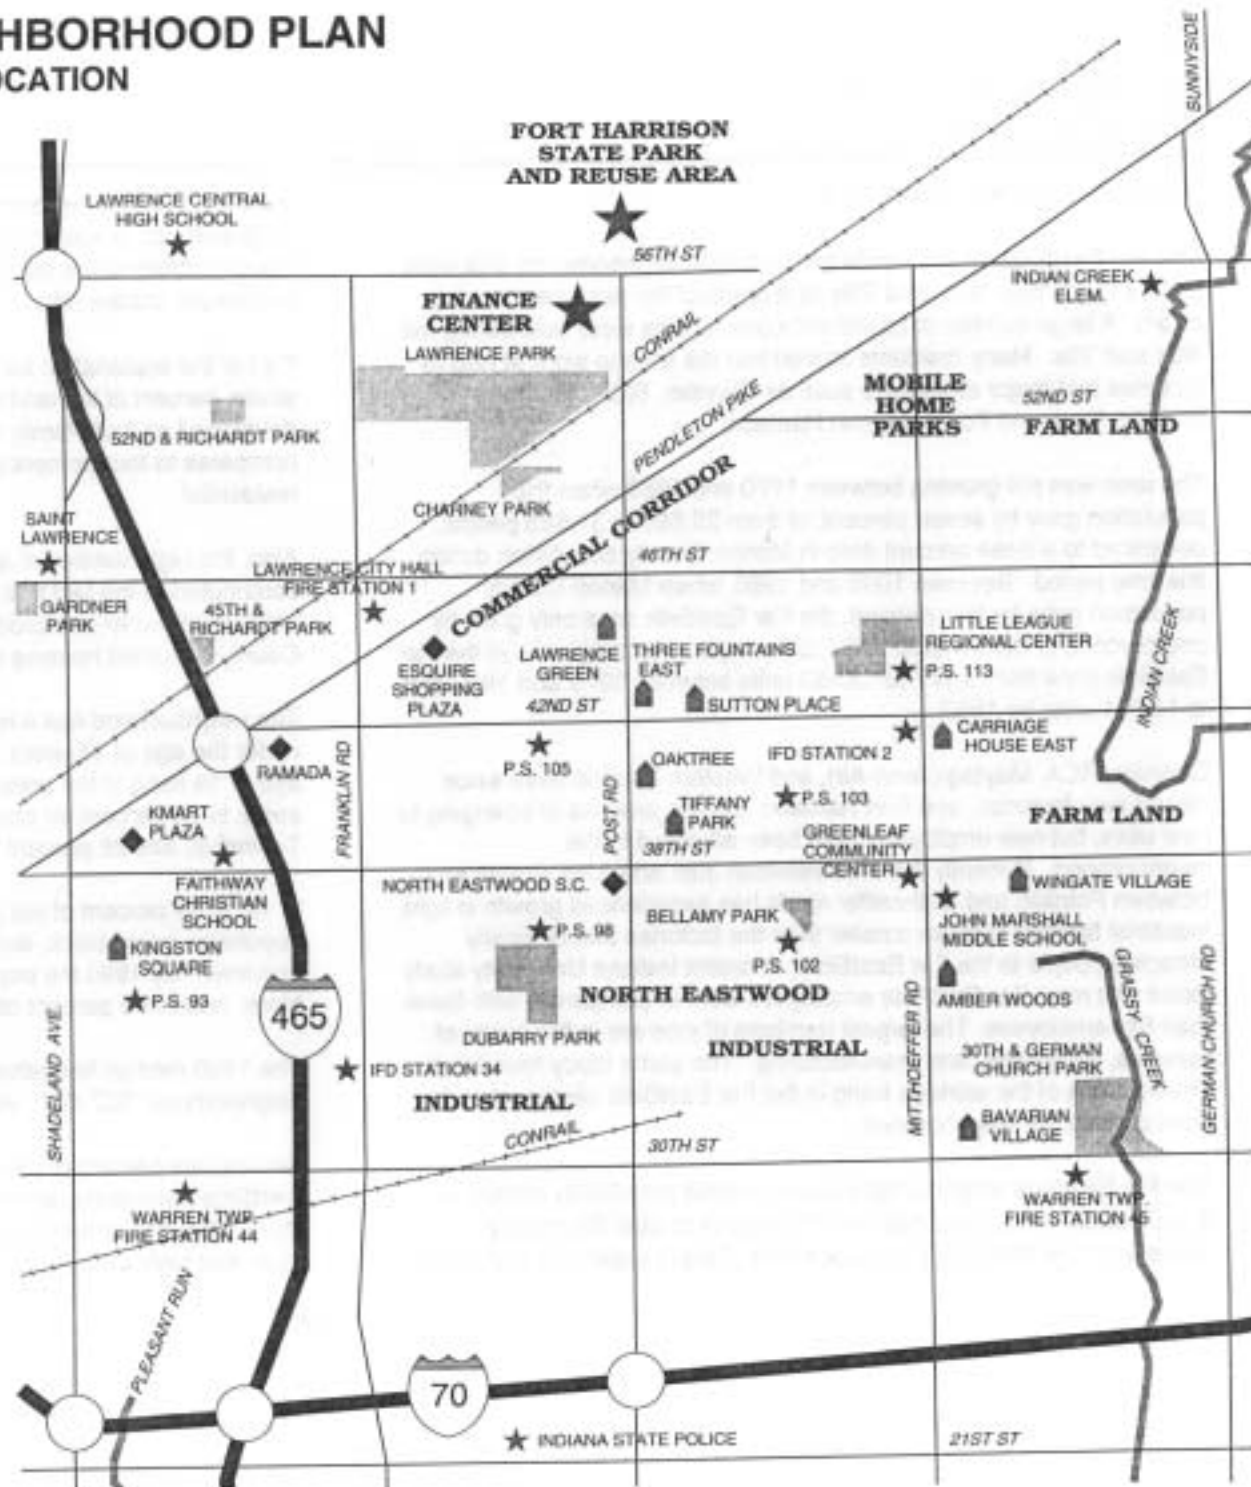 HBORHOOD PLAN
OCATION
SUNNYSIDE
FORT HARRISON
STATE PARK
AND REUSE AREA
LAWRENCE CENTRAL
HIGH SCHOOL
56TH ST
INDIAN CREEK
ELEM.
FINANCE
CENTER
CONRAIL
LAWRENCE PARK
PENDLETON PIKE
MOBILE
HOME
PARKS
52ND ST
FARM LAND
52ND & RICHARDT PARK
CHARNEY PARK
COMMERCIAL CORRIDOR
SAINT
LAWRENCE
46TH ST
LAWRENCE CITY HALL
FIRE STATION 1
GARDNER
PARK
45TH &
RICHARDT PARK
INDIAN CREEK
LITTLE LEAGUE
REGIONAL CENTER
P.S. 113
ESQUIRE
SHOPPING
PLAZA
LAWRENCE
GREEN
THREE FOUNTAINS
EAST
42ND ST
SUTTON PLACE
CARRIAGE
HOUSE EAST
RAMADA
FRANKLIN RD
P.S. 105
POST RD
OAKTREE
IFD STATION 2
P.S. 103
KMART
PLAZA
TIFFANY
PARK
FARM LAND
38TH ST
GREENLEAF
COMMUNITY
CENTER
FAITHWAY
CHRISTIAN
SCHOOL
NORTH EASTWOOD S.C.
WINGATE VILLAGE
BELLAMY PARK
JOHN MARSHALL
MIDDLE SCHOOL
KINGSTON
SQUARE
P.S. 98
P.S. 102
P.S. 93
NORTH EASTWOOD
AMBER WOODS
GRASSY CREEK
GERMAN CHURCH RD
SHADELAND AVE
465
DUBARRY PARK
INDUSTRIAL
MITTHOEFFER RD
30TH & GERMAN
CHURCH PARK
IFD STATION 34
INDUSTRIAL
CONRAIL
30TH ST
BAVARIAN
VILLAGE
WARREN TWP.
FIRE STATION 44
WARREN TWP.
FIRE STATION 45
PLEASANT RUN
70
INDIANA STATE POLICE
21ST ST